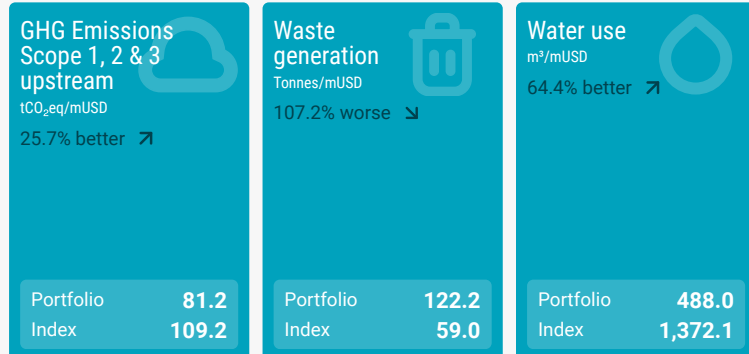 GHG Emissions
Scope 1, 2 & 3
upstream
tCO₂eq/mUSD
25.7% better
Portfolio 81.2
Index 109.2
Waste
generation
Tonnes/mUSD
107.2% worse
Portfolio 122.2
Index 59.0
Water use
m³/mUSD
64.4% better
Portfolio 488.0
Index 1,372.1